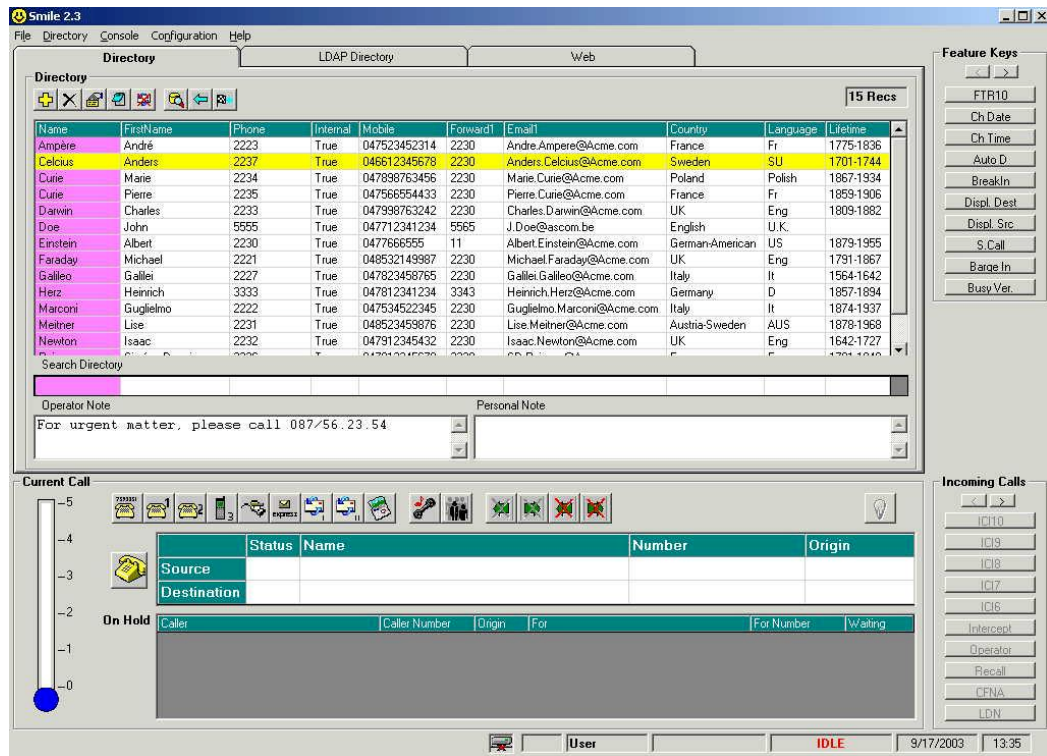 Smile 2.3
File Directory Console Configuration Help
Directory LDAP Directory Web
Directory
15 Recs
Name FirstName Phone Internal Mobile Forward1 Email1 Country Language Lifetime
Ampère André 2223 True 047523452314 2230 Andre.Ampere@Acme.com France Fr 1775-1836
Celcius Anders 2237 True 046612345678 2230 Anders.Celcius@Acme.com Sweden SU 1701-1744
Curie Marie 2234 True 047898763456 2230 Marie.Curie@Acme.com Poland Polish 1867-1934
Curie Pierre 2235 True 047566554433 2230 Pierre.Curie@Acme.com France Fr 1859-1906
Darwin Charles 2233 True 047998763242 2230 Charles.Darwin@Acme.com UK Eng 1809-1882
Doe John 5555 True 047712341234 5565 J.Doe@ascom.be English U.K.
Einstein Albert 2230 True 0477666555 11 Albert.Einstein@Acme.com German-American US 1879-1955
Faraday Michael 2221 True 048532149987 2230 Michael.Faraday@Acme.com UK Eng 1791-1867
Galileo Galilei 2227 True 047823458765 2230 Galilei.Galileo@Acme.com Italy It 1564-1642
Herz Heinrich 3333 True 047812341234 3343 Heinrich.Herz@Acme.com Germany D 1857-1894
Marconi Guglielmo 2222 True 047534522345 2230 Guglielmo.Marconi@Acme.com Italy It 1874-1937
Meitner Lise 2231 True 048523459876 2230 Lise.Meitner@Acme.com Austria-Sweden AUS 1878-1968
Newton Isaac 2232 True 047912345432 2230 Isaac.Newton@Acme.com UK Eng 1642-1727
Search Directory
Operator Note Personal Note
For urgent matter, please call 087/56.23.54
Feature Keys
< >
FTR10
Ch Date
Ch Time
Auto D.
BreakIn
Displ. Dest
Displ. Src
S.Call
Barge In
Busy Ver.
Current Call
5
4
3
2
1
0
1 2 3 express I II
Status Name Number Origin
Source
Destination
On Hold
Caller Caller Number Origin For For Number Waiting
Incoming Calls
< >
ICI10
ICI9
ICI8
ICI7
ICI6
Intercept
Operator
Recall
CFNA
LDN
User IDLE 9/17/2003 13:35